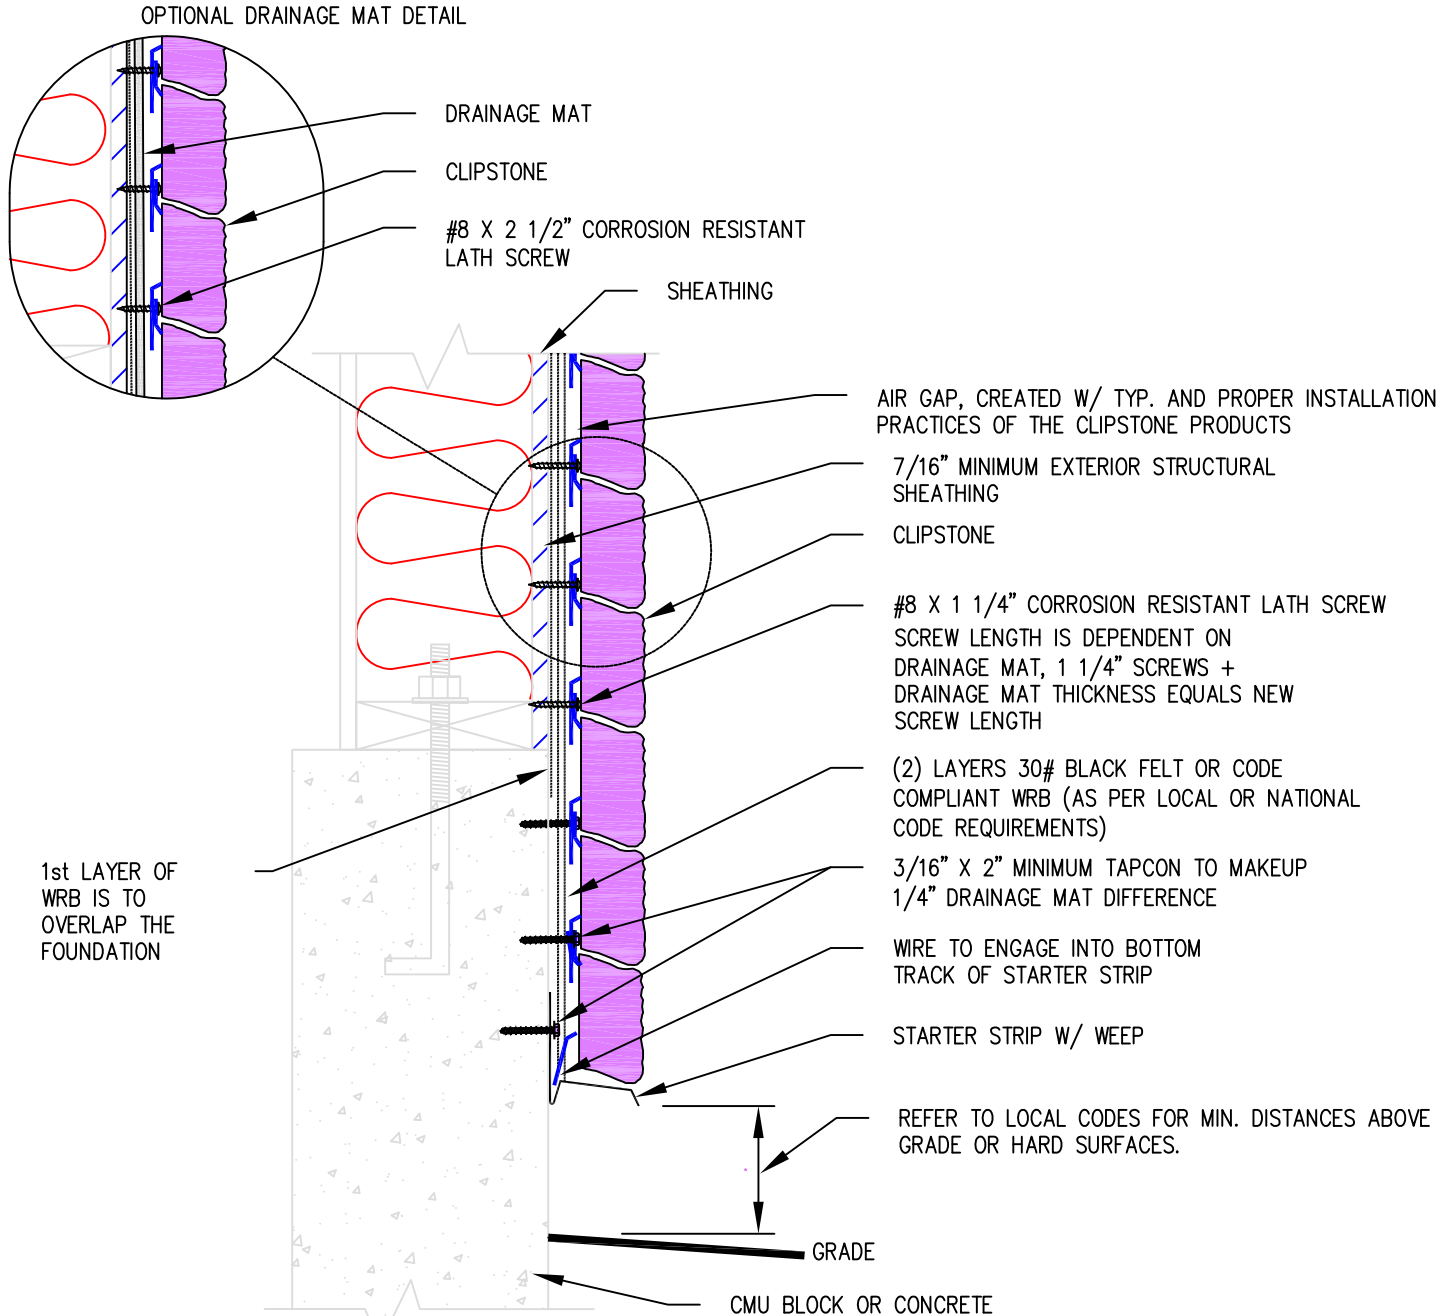 OPTIONAL DRAINAGE MAT DETAIL
DRAINAGE MAT
CLIPSTONE
#8 X 2 1/2” CORROSION RESISTANT
LATH SCREW
SHEATHING
AIR GAP, CREATED W/ TYP. AND PROPER INSTALLATION
PRACTICES OF THE CLIPSTONE PRODUCTS
7/16” MINIMUM EXTERIOR STRUCTURAL
SHEATHING
CLIPSTONE
#8 X 1 1/4” CORROSION RESISTANT LATH SCREW
SCREW LENGTH IS DEPENDENT ON
DRAINAGE MAT, 1 1/4” SCREWS +
DRAINAGE MAT THICKNESS EQUALS NEW
SCREW LENGTH
(2) LAYERS 30# BLACK FELT OR CODE
COMPLIANT WRB (AS PER LOCAL OR NATIONAL
CODE REQUIREMENTS)
1st LAYER OF
WRB IS TO
OVERLAP THE
FOUNDATION
3/16” X 2” MINIMUM TAPCON TO MAKEUP
1/4” DRAINAGE MAT DIFFERENCE
WIRE TO ENGAGE INTO BOTTOM
TRACK OF STARTER STRIP
STARTER STRIP W/ WEEP
REFER TO LOCAL CODES FOR MIN. DISTANCES ABOVE
GRADE OR HARD SURFACES.
GRADE
CMU BLOCK OR CONCRETE